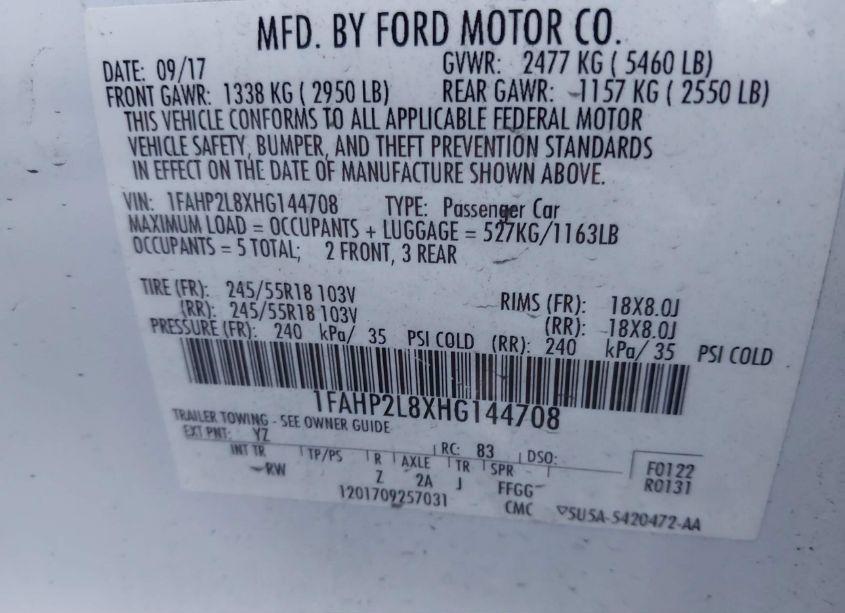 MFD. BY FORD MOTOR CO.
DATE: 09/17 GVWR: 2477 KG ( 5460 LB)
FRONT GAWR: 1338 KG ( 2950 LB) REAR GAWR: 1157 KG ( 2550 LB)
THIS VEHICLE CONFORMS TO ALL APPLICABLE FEDERAL MOTOR
VEHICLE SAFETY, BUMPER, AND THEFT PREVENTION STANDARDS
IN EFFECT ON THE DATE OF MANUFACTURE SHOWN ABOVE.
VIN: 1FAHP2L8XHG144708 TYPE: Passenger Car
MAXIMUM LOAD = OCCUPANTS + LUGGAGE = 527KG/1163LB
OCCUPANTS = 5 TOTAL; 2 FRONT, 3 REAR
TIRE (FR): 245/55R18 103V RIMS (FR): 18X8.0J
(RR): 245/55R18 103V (RR): 18X8.0J
PRESSURE (FR): 240 kPa/ 35 PSI COLD (RR): 240 kPa/ 35 PSI COLD
1FAHP2L8XHG144708
TRAILER TOWING - SEE OWNER GUIDE
EXT PNT: YZ RC: 83 DSO:
INT TR TP/PS R AXLE TR SPR F0122
RW Z 2A J FFGG R0131
1201709257031 CMC ▽5U5A-5420472-AA